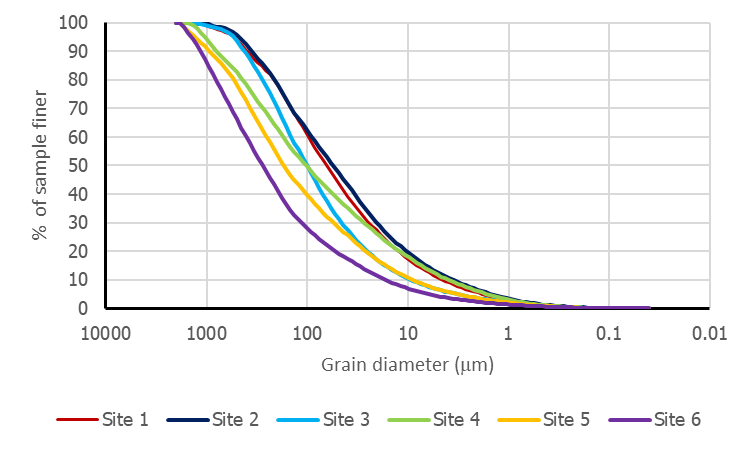 % of sample finer
100
90
80
70
60
50
40
30
20
10
0
10000 1000 100 10 1 0.1 0.01
Grain diameter (μm)
Site 1 Site 2 Site 3 Site 4 Site 5 Site 6